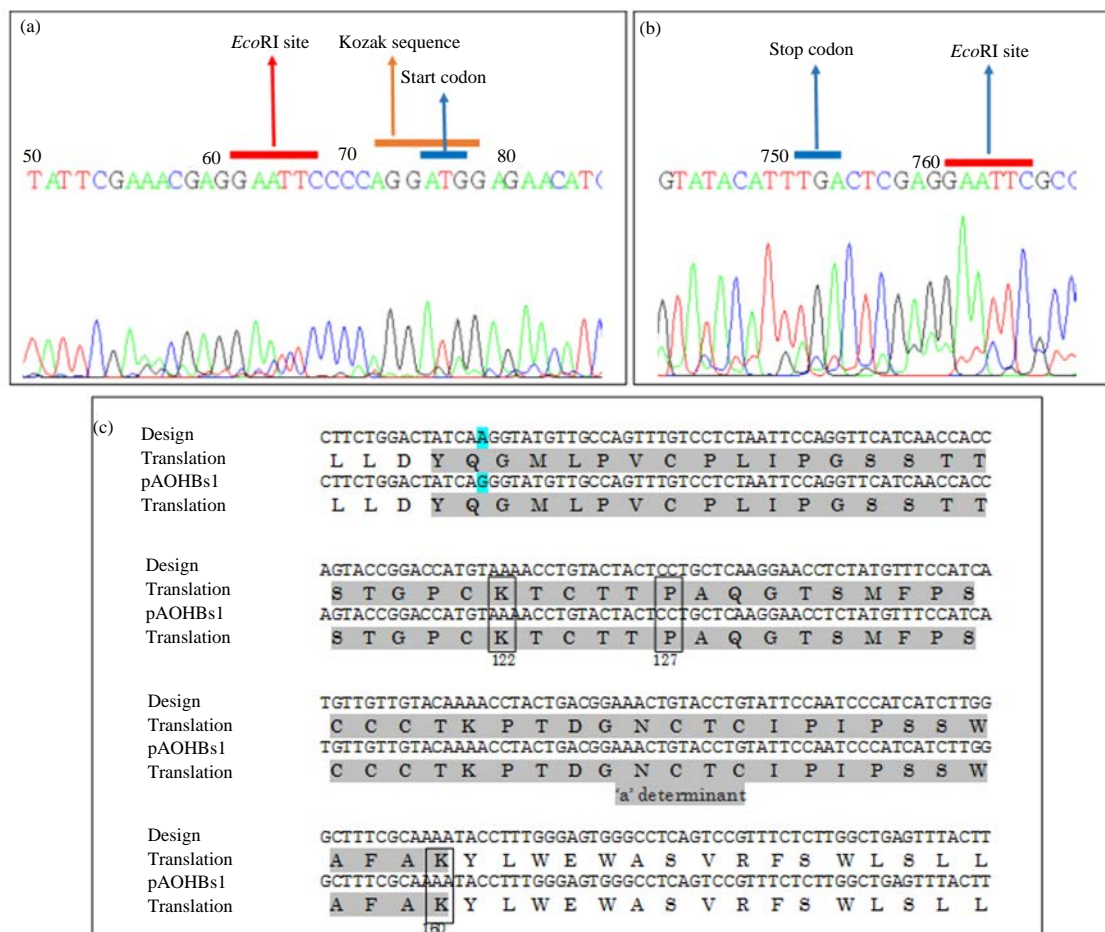 (a)
EcoRI site
Kozak sequence
Start codon
50 60 70 80
TATTCGAAACGAGGAATTCCCCAGGATGGAGAACATC
(b)
Stop codon
EcoRI site
750 760
GTATACATTTGACTCGAGGAATTCGCC
(c)
Design CTTCTGGACTATCAAGGTATGTTGCCAGTTTGTCCTCTAATTCCAGGTTCATCAACCACC
Translation L L D Y Q G M L P V C P L I P G S S T T
pAOHBs1 CTTCTGGACTATCAGGGTATGTTGCCAGTTTGTCCTCTAATTCCAGGTTCATCAACCACC
Translation L L D Y Q G M L P V C P L I P G S S T T
Design AGTACCGGACCATGTAAAACCTGTACTACTCCTGCTCAAGGAACCTCTATGTTTCCATCA
Translation S T G P C K T C T T P A Q G T S M F P S
pAOHBs1 AGTACCGGACCATGTAAAACCTGTACTACTCCTGCTCAAGGAACCTCTATGTTTCCATCA
Translation S T G P C K T C T T P A Q G T S M F P S
122 127
Design TGTTGTTGTACAAAACCTACTGACGGAAACTGTACCTGTATTCCAATCCCATCATCTTGG
Translation C C C T K P T D G N C T C I P I P S S W
pAOHBs1 TGTTGTTGTACAAAACCTACTGACGGAAACTGTACCTGTATTCCAATCCCATCATCTTGG
Translation C C C T K P T D G N C T C I P I P S S W
'a' determinant
Design GCTTTCGCAAAATACCTTTGGGAGTGGGCCTCAGTCCGTTTCTCTTGGCTGAGTTTACTT
Translation A F A K Y L W E W A S V R F S W L S L L
pAOHBs1 GCTTTCGCAAAATACCTTTGGGAGTGGGCCTCAGTCCGTTTCTCTTGGCTGAGTTTACTT
Translation A F A K Y L W E W A S V R F S W L S L L
160